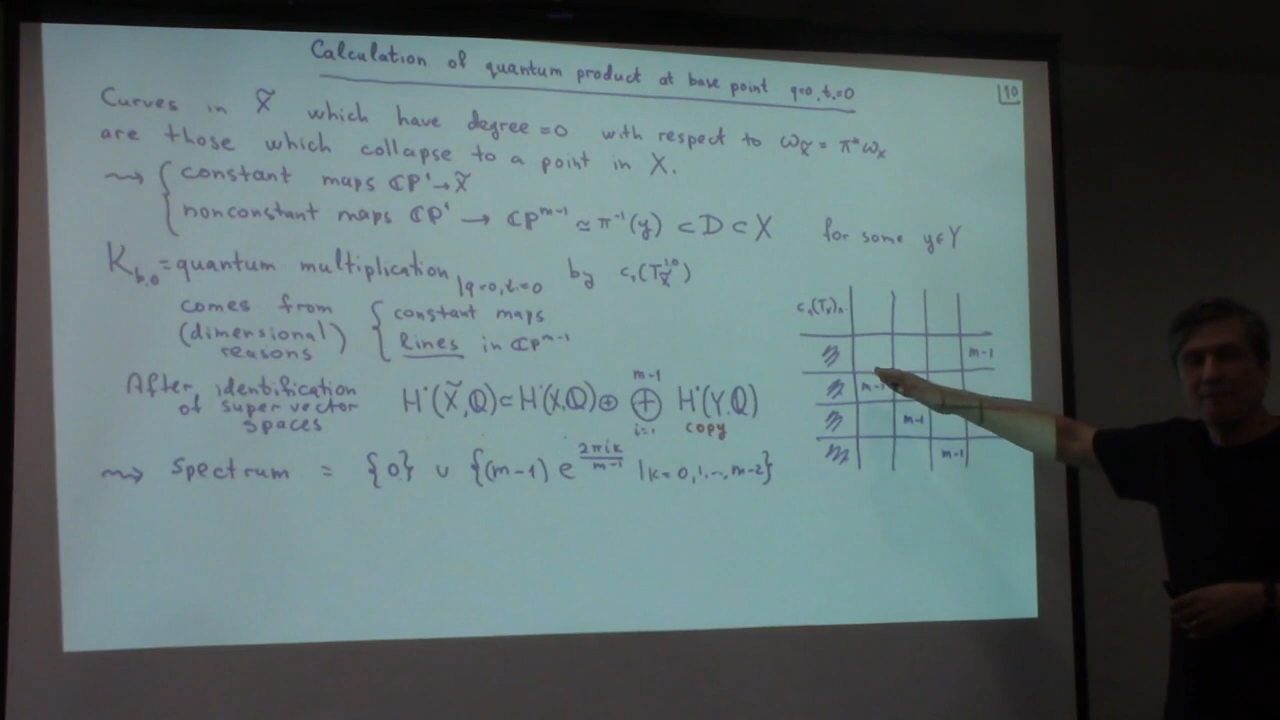 Calculation of quantum product at base point q=0, t.=0
10
Curves in X̃ which have degree =0 with respect to ω_X̃ = π*ω_X
are those which collapse to a point in X.
⇝ { constant maps ℂP¹→X̃
nonconstant maps ℂP¹ → ℂP^{m-1} ≃ π⁻¹(y) ⊂ D ⊂ X for some y∈Y
= quantum multiplication |q=0,t.=0 by c₁(T_X̃^{1,0})
comes from { constant maps
(dimensional) lines in ℂP^{m-1}
reasons
After identification
of super vector
spaces
H^•(X̃,ℚ) = H^•(X,ℚ) ⊕ ⊕_{i=1}^{m-1} H^•(Y,ℚ)
copy
⇝ Spectrum = {0} ∪ {(m-1) e^{2πik/(m-1)} | k=0,1,..,m-2}
c₁(T_X)∧
m-1
m-1
m-1
m-1